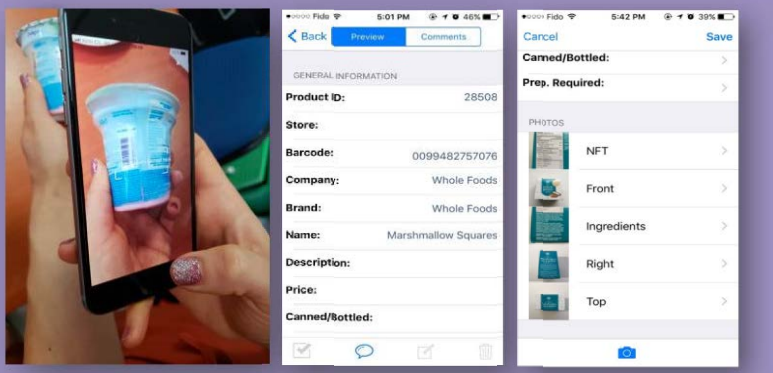 Fido 5:01 PM 46%
Back Preview Comments
GENERAL INFORMATION
Product ID: 28508
Store:
Barcode: 0099482757076
Company: Whole Foods
Brand: Whole Foods
Name: Marshmallow Squares
Description:
Price:
Canned/Bottled:
Fido 5:42 PM 39%
Cancel Save
Canned/Bottled:
Prep. Required:
PHOTOS
NFT
Front
Ingredients
Right
Top